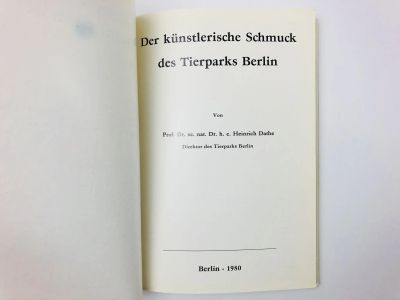 Der künstlerische Schmuck
des Tierparks Berlin
Von
Prof. Dr. sc. nat. Dr. h. c. Heinrich Dathe
Direktor des Tierparks Berlin
Berlin - 1980